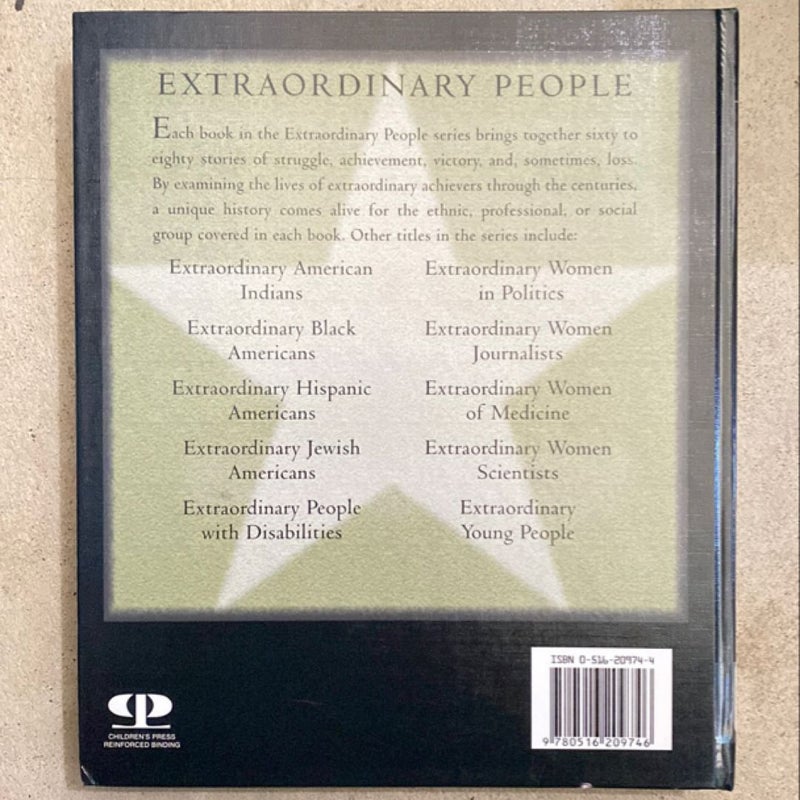 EXTRAORDINARY PEOPLE
Each book in the Extraordinary People series brings together sixty to
eighty stories of struggle, achievement, victory, and, sometimes, loss.
By examining the lives of extraordinary achievers through the centuries,
a unique history comes alive for the ethnic, professional, or social
group covered in each book. Other titles in the series include:
Extraordinary American
Indians
Extraordinary Black
Americans
Extraordinary Hispanic
Americans
Extraordinary Jewish
Americans
Extraordinary People
with Disabilities
Extraordinary Women
in Politics
Extraordinary Women
Journalists
Extraordinary Women
of Medicine
Extraordinary Women
Scientists
Extraordinary
Young People
CHILDREN'S PRESS
REINFORCED BINDING
ISBN 0-516-20974-4
9 780516 209746